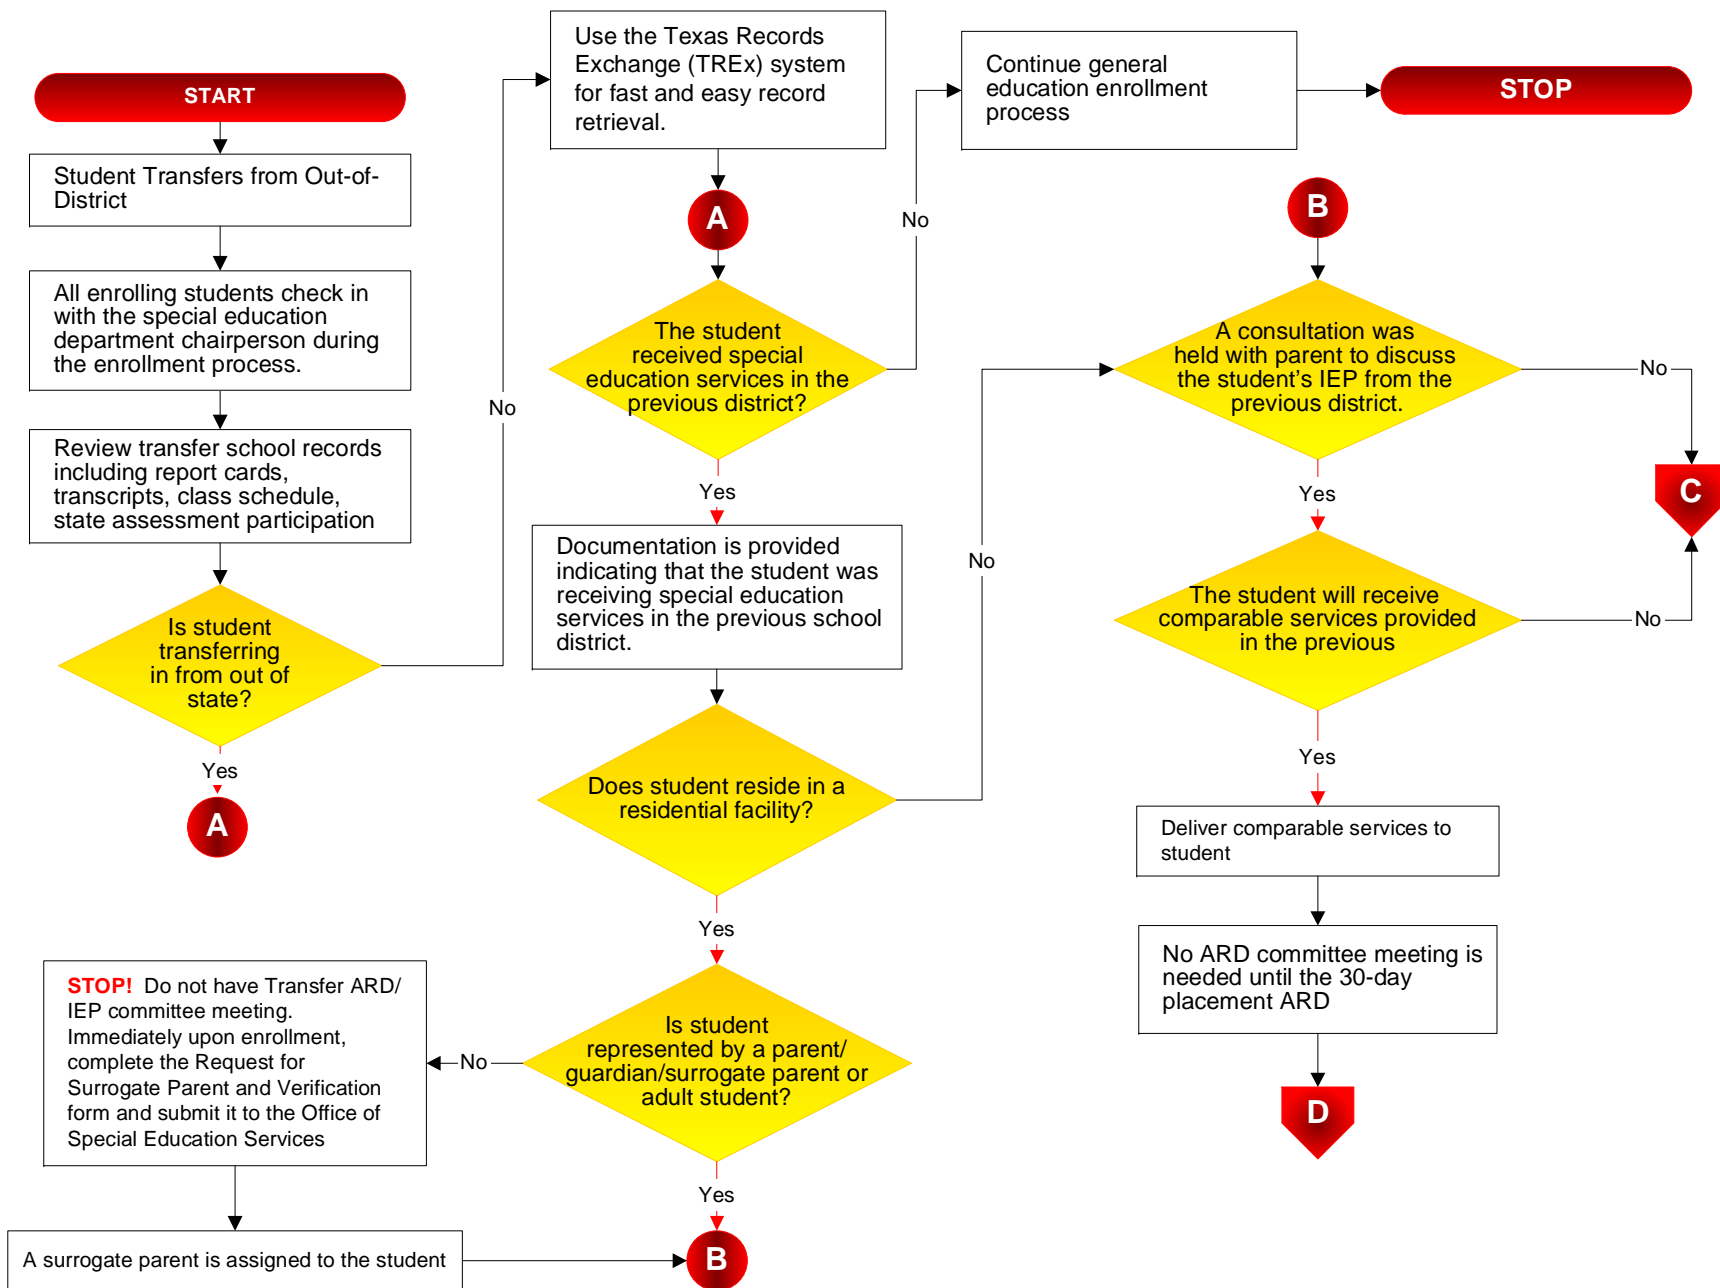 START
Student Transfers from Out-of-
District
All enrolling students check in
with the special education
department chairperson during
the enrollment process.
Review transfer school records
including report cards,
transcripts, class schedule,
state assessment participation
Is student
transferring
in from out of
state?
Yes
A
No
Use the Texas Records
Exchange (TREx) system
for fast and easy record
retrieval.
A
The student
received special
education services in the
previous district?
No
Continue general
education enrollment
process
STOP
Yes
Documentation is provided
indicating that the student was
receiving special education
services in the previous school
district.
Does student reside in a
residential facility?
No
Yes
Is student
represented by a parent/
guardian/surrogate parent or
adult student?
No
STOP! Do not have Transfer ARD/
IEP committee meeting.
Immediately upon enrollment,
complete the Request for
Surrogate Parent and Verification
form and submit it to the Office of
Special Education Services
A surrogate parent is assigned to the student
Yes
B
B
A consultation was
held with parent to discuss
the student's IEP from the
previous district.
No
C
Yes
The student will receive
comparable services provided
in the previous
No
Yes
Deliver comparable services to
student
No ARD committee meeting is
needed until the 30-day
placement ARD
D